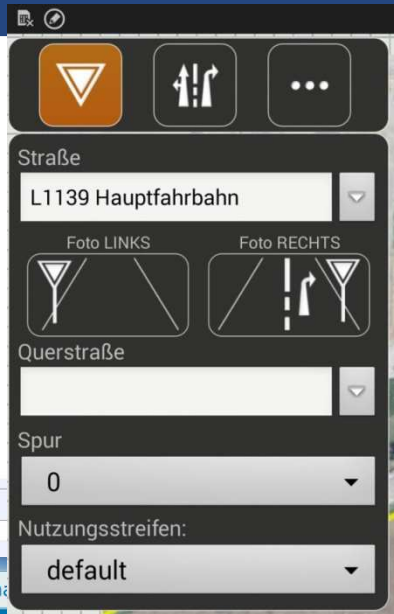 Straße
L1139 Hauptfahrbahn
Foto LINKS Foto RECHTS
Querstraße
Spur
0
Nutzungsstreifen:
default